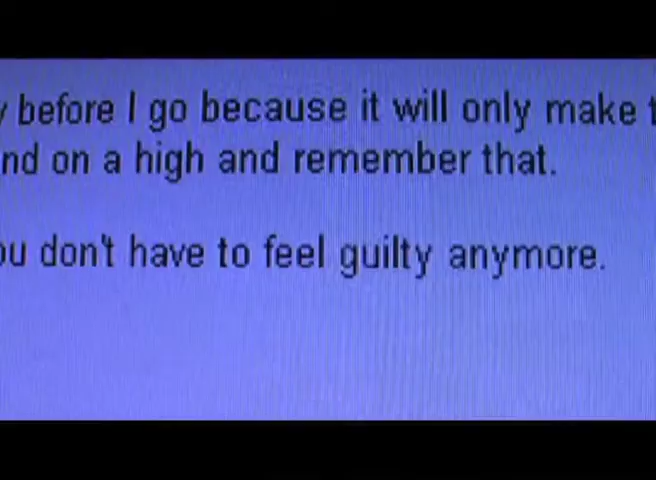 before I go because it will only make
nd on a high and remember that.
ou don't have to feel guilty anymore.